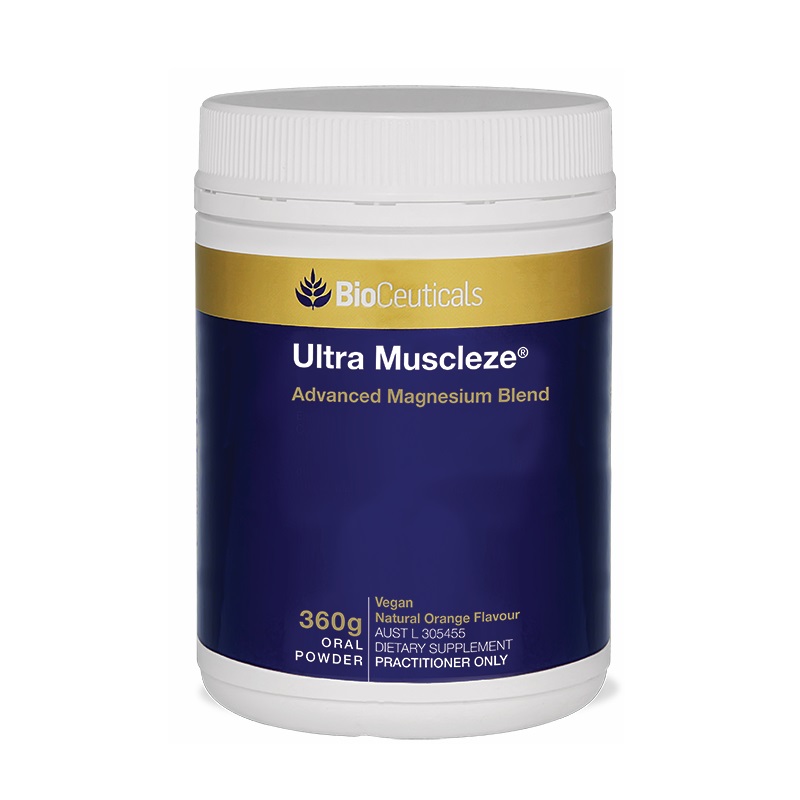 BioCeuticals
Ultra Muscleze®
Advanced Magnesium Blend
360g
ORAL
POWDER
Vegan
Natural Orange Flavour
AUST L 305455
DIETARY SUPPLEMENT
PRACTITIONER ONLY